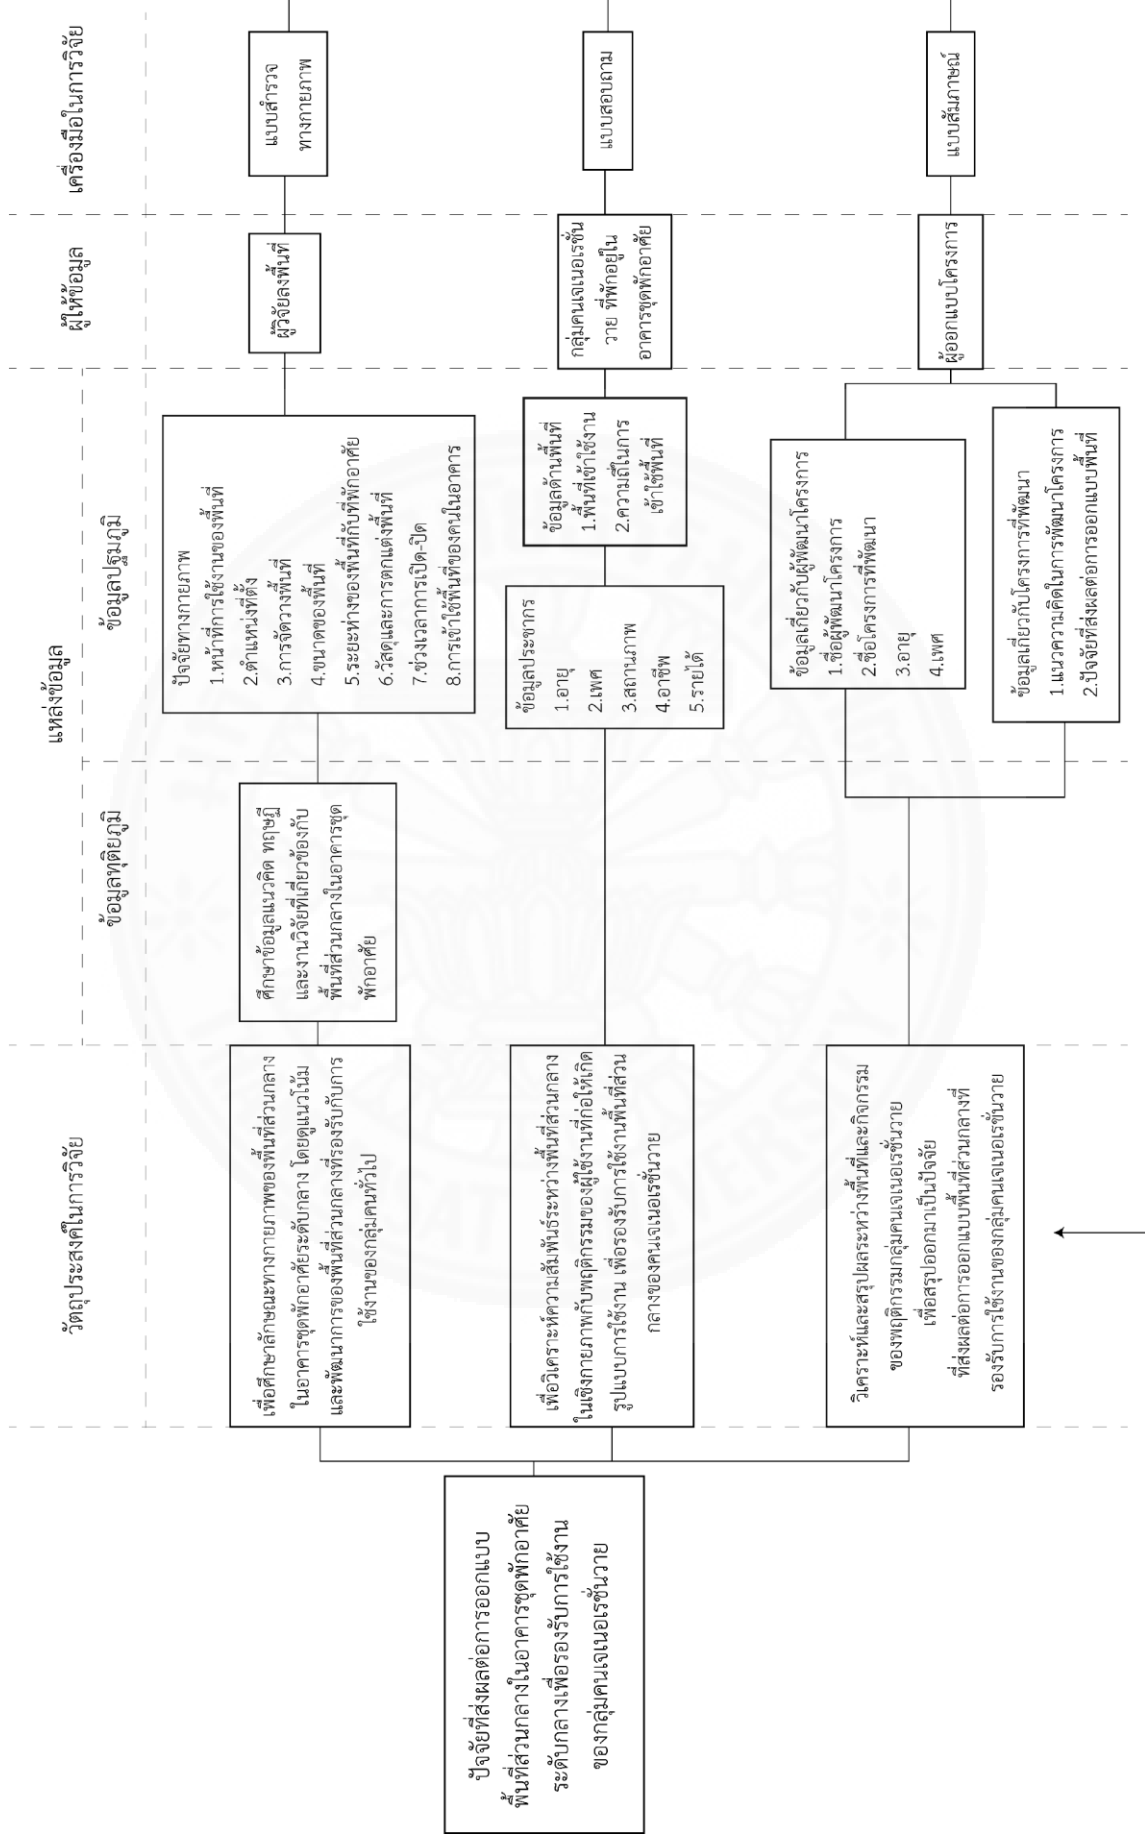 วัตถุประสงค์ในการวิจัย
แหล่งข้อมูล
ข้อมูลทุติยภูมิ
ข้อมูลปฐมภูมิ
ผู้ให้ข้อมูล
เครื่องมือในการวิจัย
ปัจจัยที่ส่งผลต่อการออกแบบ
พื้นที่ส่วนกลางในอาคารชุดพักอาศัย
ระดับกลางเพื่อรองรับการใช้งาน
ของกลุ่มคนเจเนอเรชั่นวาย
เพื่อศึกษาลักษณะทางกายภาพของพื้นที่ส่วนกลาง
ในอาคารชุดพักอาศัยระดับกลาง โดยดูแนวโน้ม
และพัฒนาการของพื้นที่ส่วนกลางที่รองรับกับการ
ใช้งานของกลุ่มคนทั่วไป
ศึกษาข้อมูลแนวคิด ทฤษฎี
และงานวิจัยที่เกี่ยวข้องกับ
พื้นที่ส่วนกลางในอาคารชุด
พักอาศัย
ปัจจัยทางกายภาพ
1.หน้าที่การใช้งานของพื้นที่
2.ตำแหน่งที่ตั้ง
3.การจัดวางพื้นที่
4.ขนาดของพื้นที่
5.ระยะห่างของพื้นที่กับที่พักอาศัย
6.วัสดุและการตกแต่งพื้นที่
7.ช่วงเวลาการเปิด-ปิด
8.การเข้าใช้พื้นที่ของคนในอาคาร
ผู้วิจัยลงพื้นที่
แบบสำรวจ
ทางกายภาพ
เพื่อวิเคราะห์ความสัมพันธ์ระหว่างพื้นที่ส่วนกลาง
ในเชิงกายภาพกับพฤติกรรมของผู้ใช้งานที่ก่อให้เกิด
รูปแบบการใช้งาน เพื่อรองรับการใช้งานพื้นที่ส่วน
กลางของคนเจเนอเรชั่นวาย
ข้อมูลประชากร
1.อายุ
2.เพศ
3.สถานภาพ
4.อาชีพ
5.รายได้
ข้อมูลด้านพื้นที่
1.พื้นที่เข้าใช้งาน
2.ความถี่ในการ
เข้าใช้พื้นที่
กลุ่มคนเจเนอเรชั่น
วาย ที่พักอยู่ใน
อาคารชุดพักอาศัย
แบบสอบถาม
วิเคราะห์และสรุปผลระหว่างพื้นที่และกิจกรรม
ของพฤติกรรมกลุ่มคนเจเนอเรชั่นวาย
เพื่อสรุปออกมาเป็นปัจจัย
ที่ส่งผลต่อการออกแบบพื้นที่ส่วนกลางที่
รองรับการใช้งานของกลุ่มคนเจเนอเรชั่นวาย
ข้อมูลเกี่ยวกับผู้พัฒนาโครงการ
1.ชื่อผู้พัฒนาโครงการ
2.ชื่อโครงการที่พัฒนา
3.อายุ
4.เพศ
ข้อมูลเกี่ยวกับโครงการที่พัฒนา
1.แนวความคิดในการพัฒนาโครงการ
2.ปัจจัยที่ส่งผลต่อการออกแบบพื้นที่
ผู้ออกแบบโครงการ
แบบสัมภาษณ์